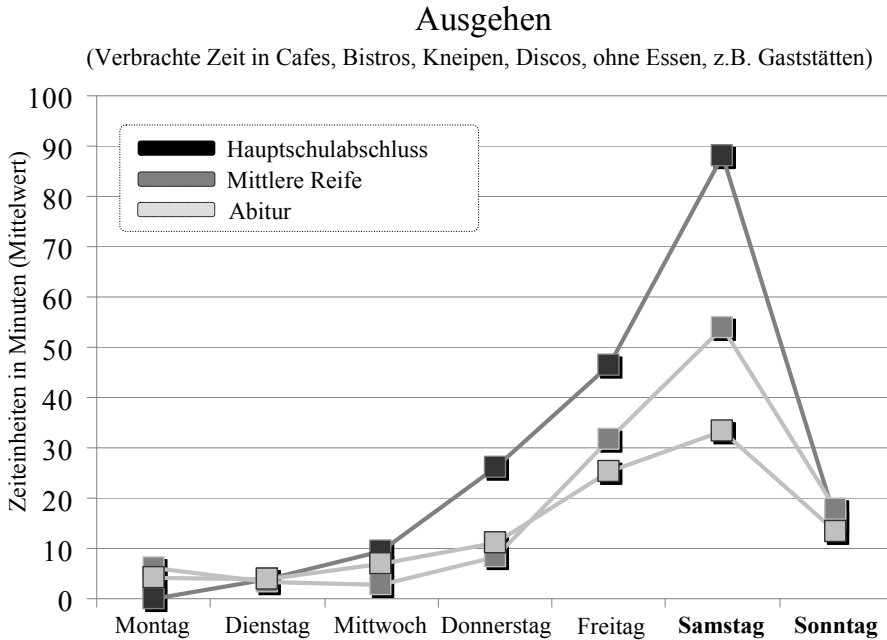 Ausgehen
(Verbrachte Zeit in Cafes, Bistros, Kneipen, Discos, ohne Essen, z.B. Gaststätten)
Zeiteinheiten in Minuten (Mittelwert)
100
90
80
70
60
50
40
30
20
10
0
Hauptschulabschluss
Mittlere Reife
Abitur
Montag Dienstag Mittwoch Donnerstag Freitag Samstag Sonntag